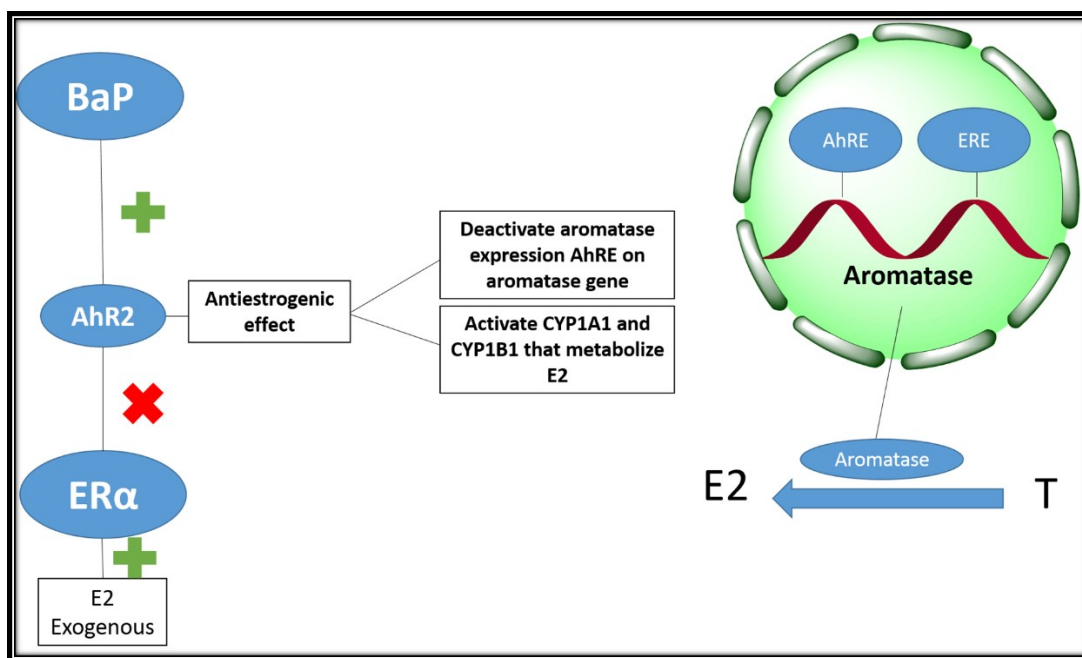 BaP
AhR2
ERα
E2
Exogenous
Antiestrogenic
effect
Deactivate aromatase
expression AhRE on
aromatase gene
Activate CYP1A1 and
CYP1B1 that metabolize
E2
AhRE
ERE
Aromatase
Aromatase
E2
T